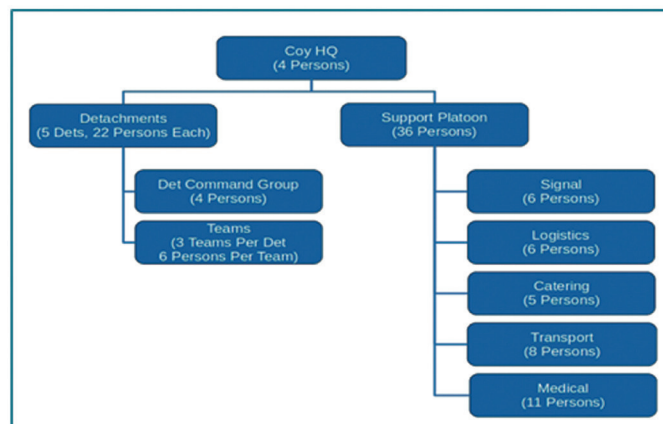 Coy HQ
(4 Persons)
Detachments
(5 Dets, 22 Persons Each)
Support Platoon
(36 Persons)
Det Command Group
(4 Persons)
Teams
(3 Teams Per Det
6 Persons Per Team)
Signal
(6 Persons)
Logistics
(6 Persons)
Catering
(5 Persons)
Transport
(8 Persons)
Medical
(11 Persons)